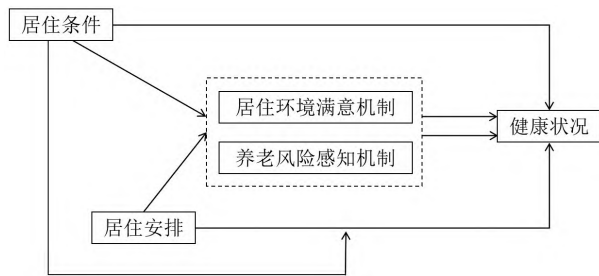 居住条件
居住环境满意机制
健康状况
养老风险感知机制
居住安排